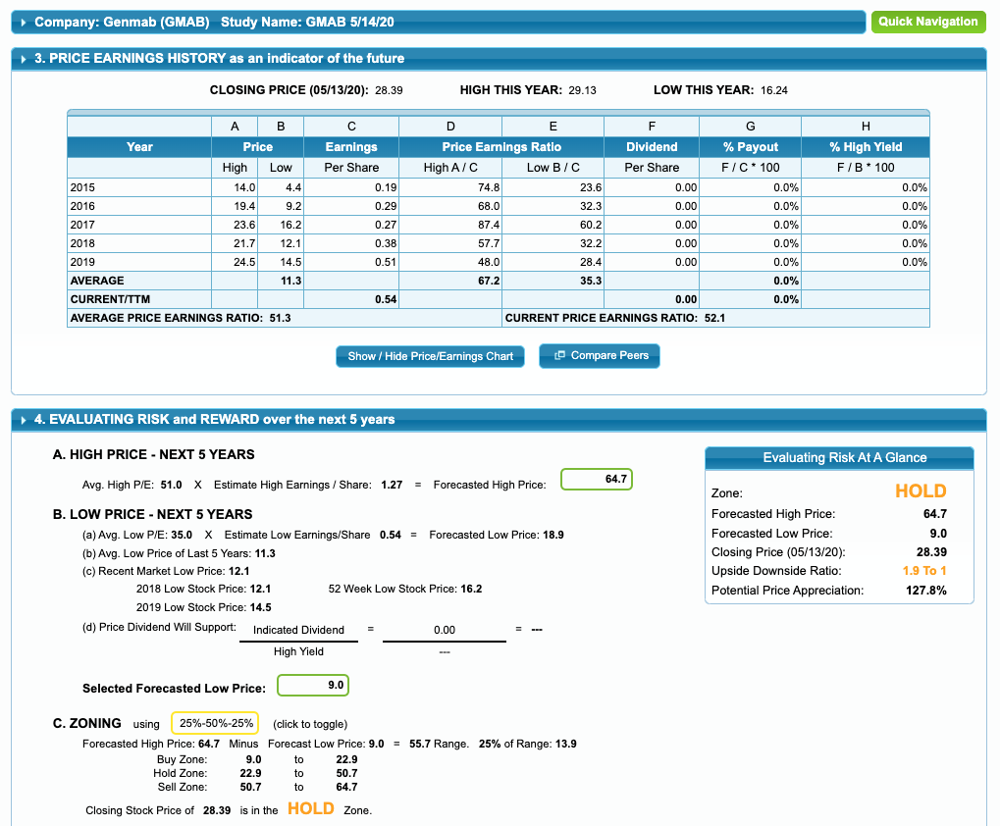 Company: Genmab (GMAB) Study Name: GMAB 5/14/20 Quick Navigation
3. PRICE EARNINGS HISTORY as an indicator of the future
CLOSING PRICE (05/13/20): 28.39 HIGH THIS YEAR: 29.13 LOW THIS YEAR: 16.24
A B C D E F G H
Year Price Earnings Price Earnings Ratio Dividend % Payout % High Yield
High Low Per Share High A / C Low B / C Per Share F / C * 100 F / B * 100
2015 14.0 4.4 0.19 74.8 23.6 0.00 0.0% 0.0%
2016 19.4 9.2 0.29 68.0 32.3 0.00 0.0% 0.0%
2017 23.6 16.2 0.27 87.4 60.2 0.00 0.0% 0.0%
2018 21.7 12.1 0.38 57.7 32.2 0.00 0.0% 0.0%
2019 24.5 14.5 0.51 48.0 28.4 0.00 0.0% 0.0%
AVERAGE 11.3 67.2 35.3 0.0%
CURRENT/TTM 0.54 0.00 0.0%
AVERAGE PRICE EARNINGS RATIO: 51.3 CURRENT PRICE EARNINGS RATIO: 52.1
Show / Hide Price/Earnings Chart Compare Peers
4. EVALUATING RISK and REWARD over the next 5 years
A. HIGH PRICE - NEXT 5 YEARS
Avg. High P/E: 51.0 X Estimate High Earnings / Share: 1.27 = Forecasted High Price: 64.7
B. LOW PRICE - NEXT 5 YEARS
(a) Avg. Low P/E: 35.0 X Estimate Low Earnings/Share 0.54 = Forecasted Low Price: 18.9
(b) Avg. Low Price of Last 5 Years: 11.3
(c) Recent Market Low Price: 12.1
2018 Low Stock Price: 12.1 52 Week Low Stock Price: 16.2
2019 Low Stock Price: 14.5
(d) Price Dividend Will Support: Indicated Dividend = 0.00 = ---
High Yield ---
Selected Forecasted Low Price: 9.0
C. ZONING using 25%-50%-25% (click to toggle)
Forecasted High Price: 64.7 Minus Forecast Low Price: 9.0 = 55.7 Range. 25% of Range: 13.9
Buy Zone: 9.0 to 22.9
Hold Zone: 22.9 to 50.7
Sell Zone: 50.7 to 64.7
Closing Stock Price of 28.39 is in the HOLD Zone.
Evaluating Risk At A Glance
Zone: HOLD
Forecasted High Price: 64.7
Forecasted Low Price: 9.0
Closing Price (05/13/20): 28.39
Upside Downside Ratio: 1.9 To 1
Potential Price Appreciation: 127.8%